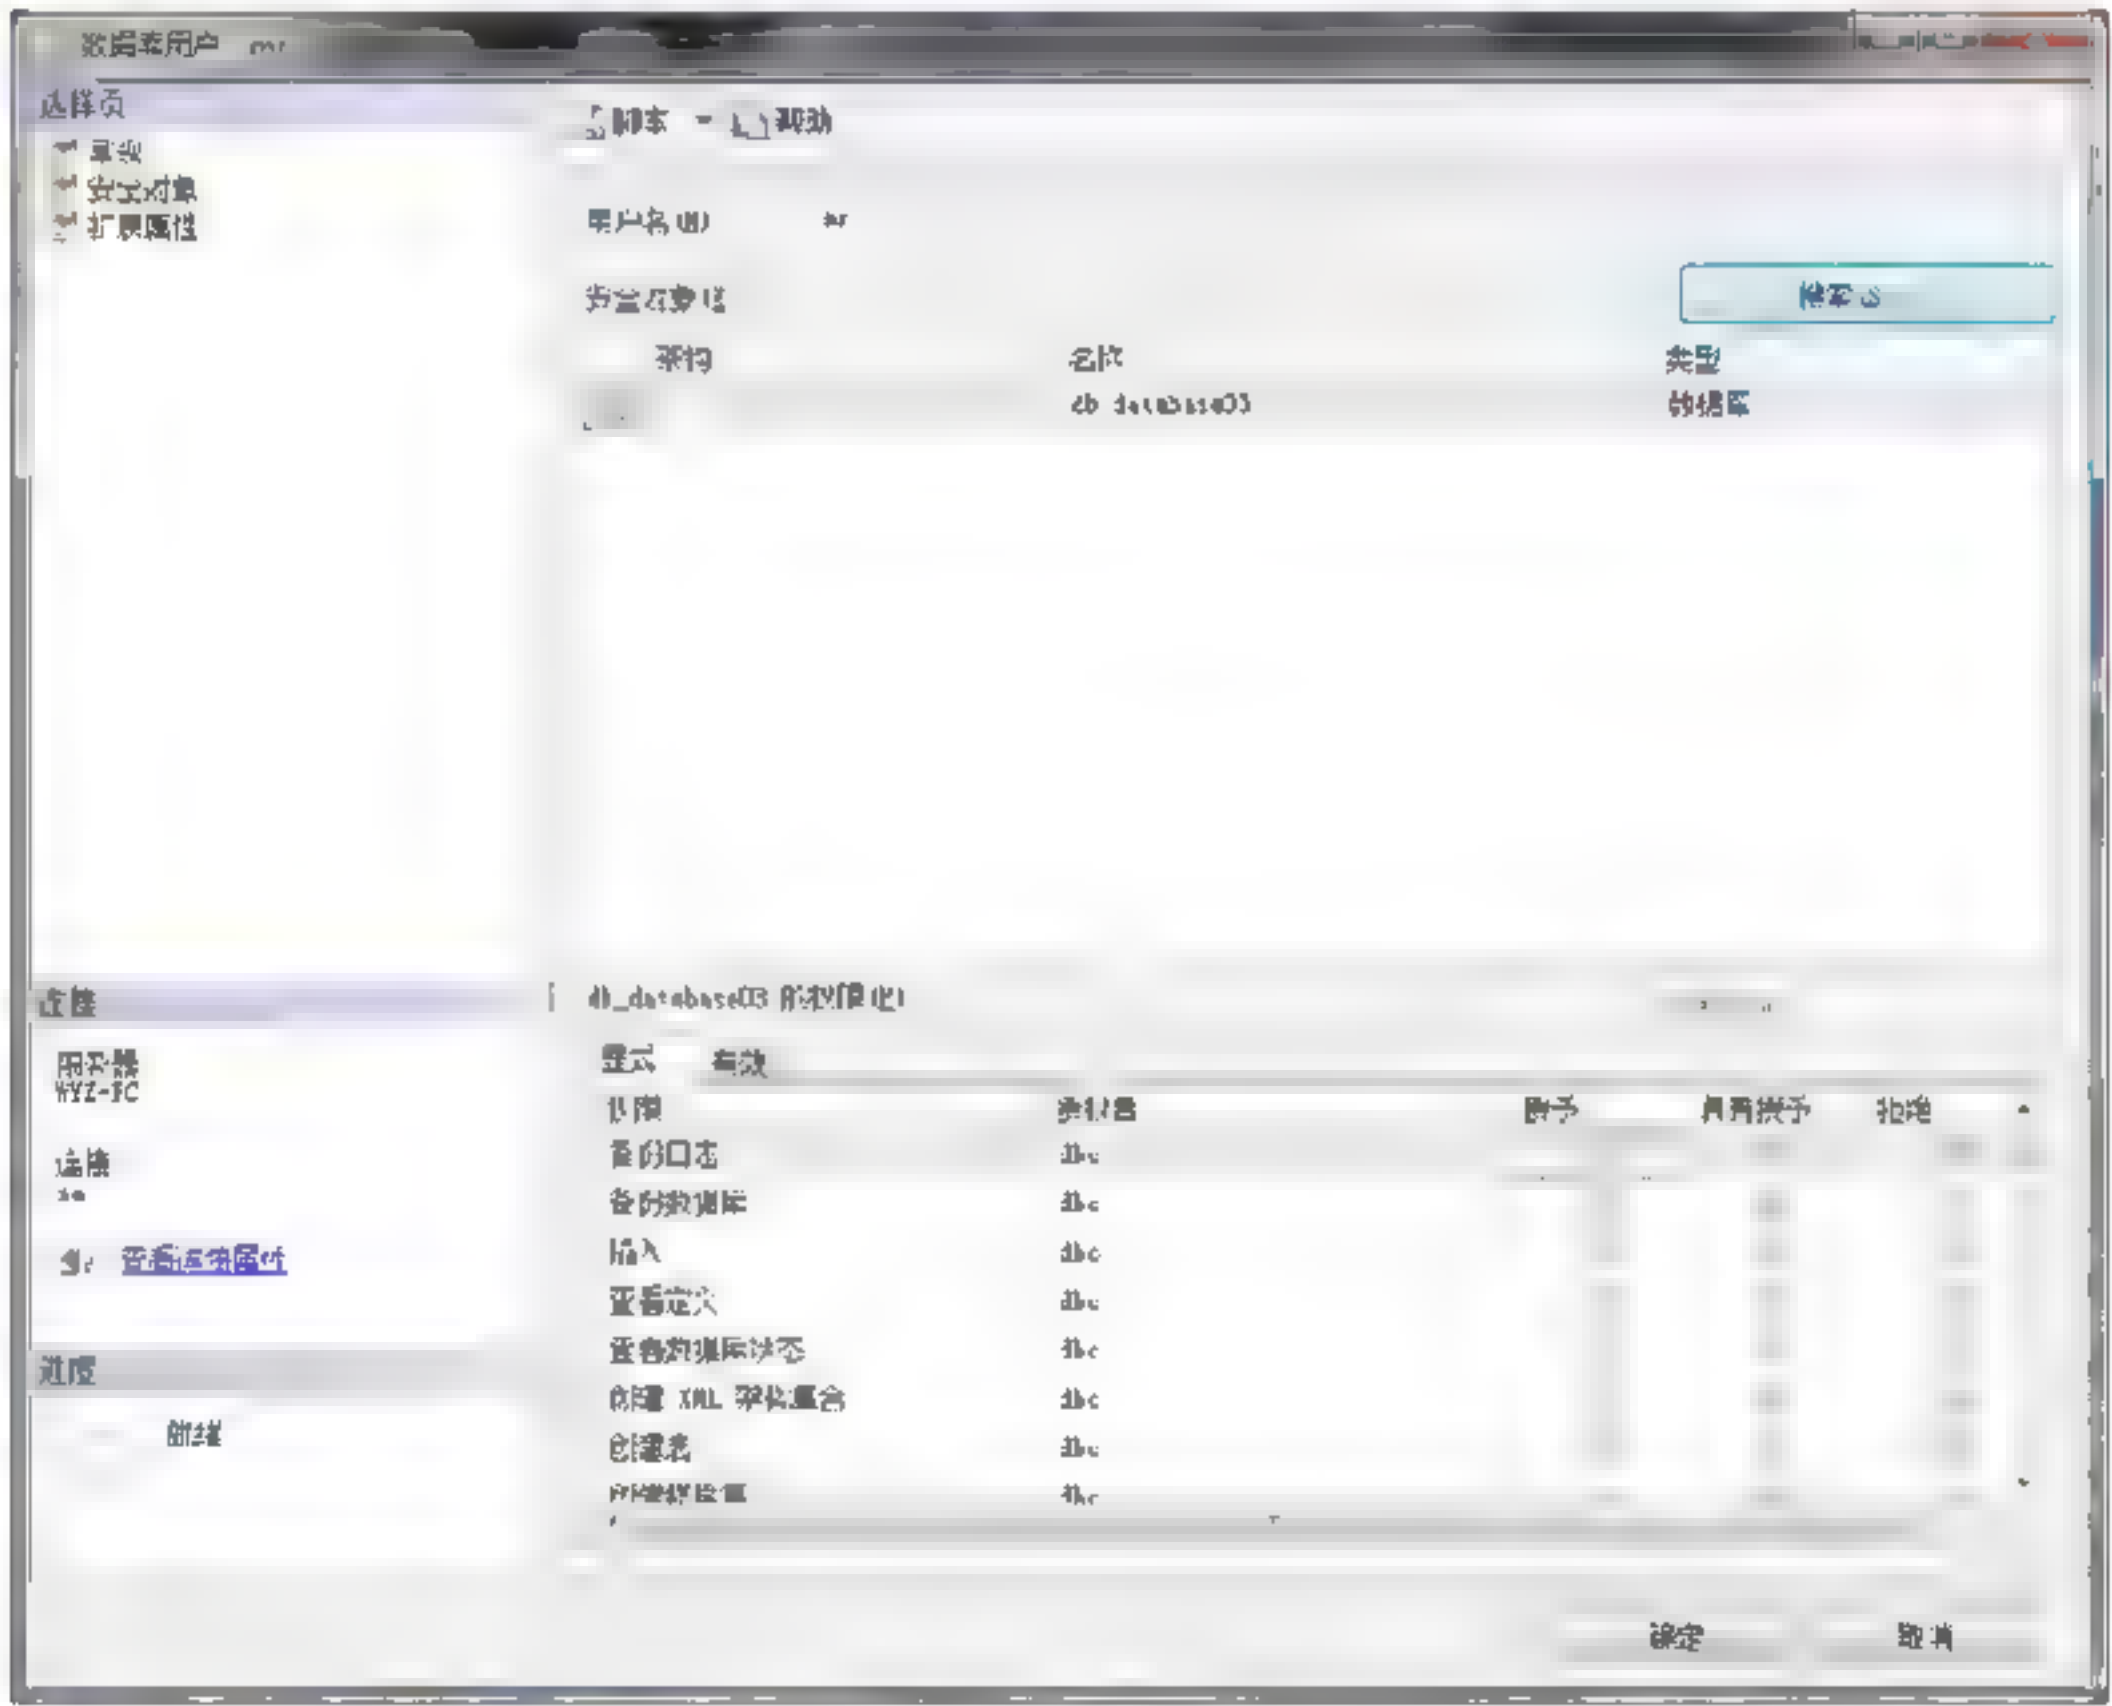 数据库用户
选择页
常规
安全对象
扩展属性
脚本 帮助
用户名(N)
安全对象(E)
搜索(S)
架构 名称 类型
db_database03 数据库
连接
服务器
WYZ-PC
连接
sa
查看连接属性
进度
就绪
db_database03 的权限(P)
显式 有效
权限 授权者 授予 具有授予 拒绝
备份日志 dbo
备份数据库 dbo
插入 dbo
查看定义 dbo
查看数据库状态 dbo
创建 XML 架构集合 dbo
创建表 dbo
dbo
确定 取消